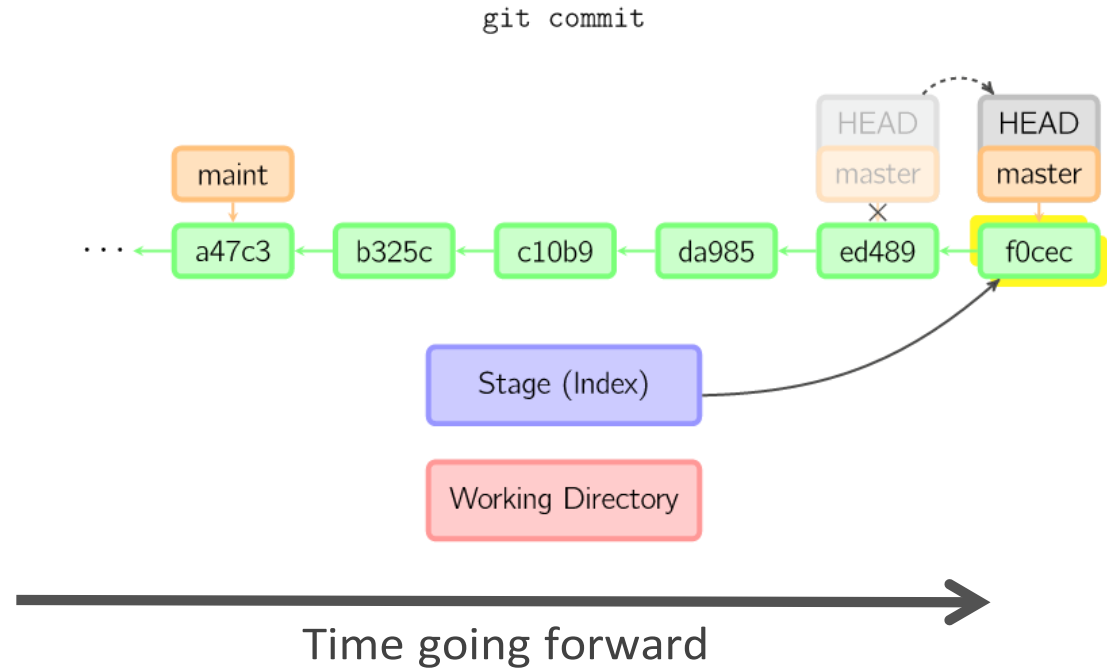 git commit
HEAD HEAD
maint master master
... a47c3 b325c c10b9 da985 ed489 f0cec
Stage (Index)
Working Directory
Time going forward